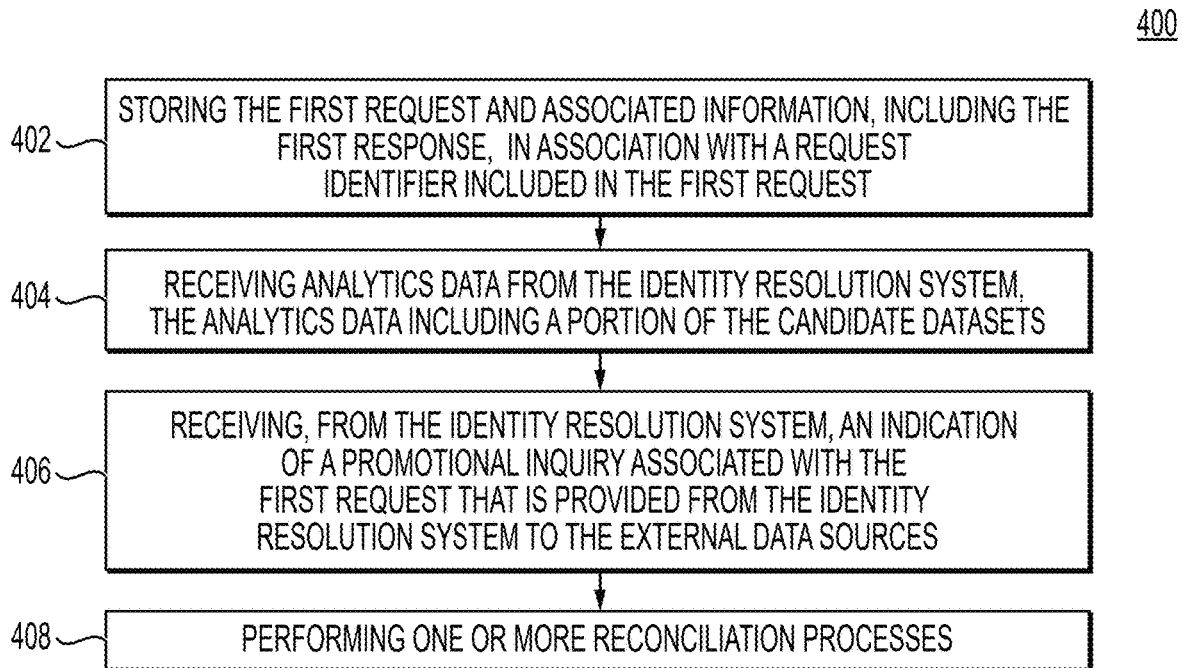 400
402
STORING THE FIRST REQUEST AND ASSOCIATED INFORMATION, INCLUDING THE
FIRST RESPONSE, IN ASSOCIATION WITH A REQUEST
IDENTIFIER INCLUDED IN THE FIRST REQUEST
404
RECEIVING ANALYTICS DATA FROM THE IDENTITY RESOLUTION SYSTEM,
THE ANALYTICS DATA INCLUDING A PORTION OF THE CANDIDATE DATASETS
406
RECEIVING, FROM THE IDENTITY RESOLUTION SYSTEM, AN INDICATION
OF A PROMOTIONAL INQUIRY ASSOCIATED WITH THE
FIRST REQUEST THAT IS PROVIDED FROM THE IDENTITY
RESOLUTION SYSTEM TO THE EXTERNAL DATA SOURCES
408
PERFORMING ONE OR MORE RECONCILIATION PROCESSES